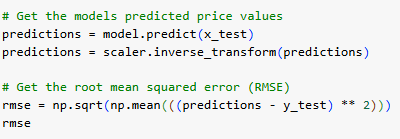 # Get the models predicted price values
predictions = model.predict(x_test)
predictions = scaler.inverse_transform(predictions)
# Get the root mean squared error (RMSE)
rmse = np.sqrt(np.mean(((predictions - y_test) ** 2)))
rmse